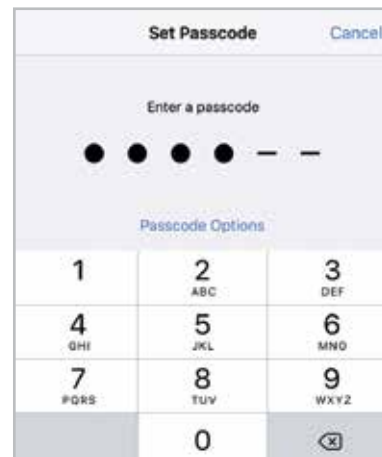 Set Passcode Cancel
Enter a passcode
Passcode Options
1 2 3
ABC DEF
4 5 6
GHI JKL MNO
7 8 9
PQRS TUV WXYZ
0